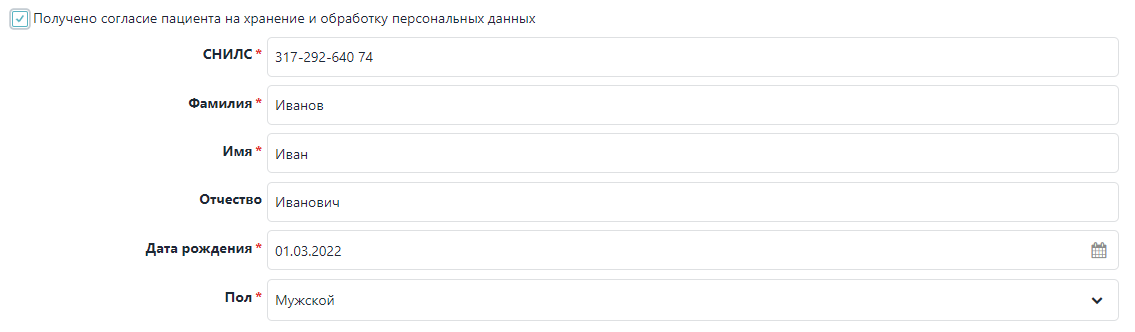 Получено согласие пациента на хранение и обработку персональных данных
СНИЛС * 317-292-640 74
Фамилия * Иванов
Имя * Иван
Отчество Иванович
Дата рождения * 01.03.2022
Пол * Мужской